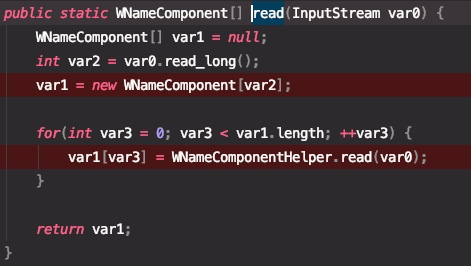 public static WNameComponent[] read(InputStream var0) {
    WNameComponent[] var1 = null;
    int var2 = var0.read_long();
    var1 = new WNameComponent[var2];

    for(int var3 = 0; var3 < var1.length; ++var3) {
        var1[var3] = WNameComponentHelper.read(var0);
    }

    return var1;
}